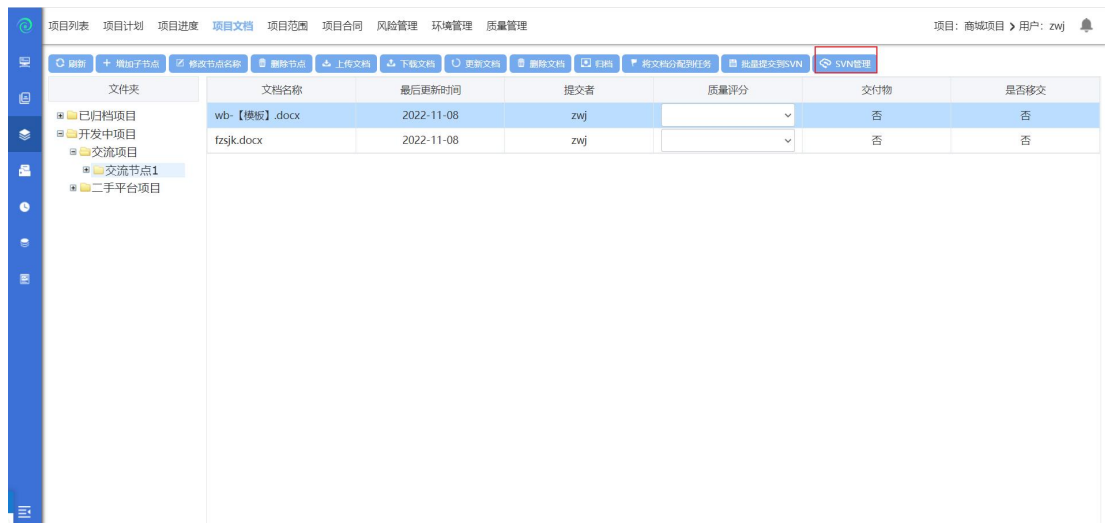 项目列表 项目计划 项目进度 项目文档 项目范围 项目合同 风险管理 环境管理 质量管理 项目：商城项目 用户：zwj
刷新 增加子节点 修改节点名称 删除节点 上传文档 下载文档 更新文档 删除文档 归档 将文档分配到任务 批量提交到SVN SVN管理
文件夹 文档名称 最后更新时间 提交者 质量评分 交付物 是否移交
已归档项目 wb-【模板】.docx 2022-11-08 zwj 否 否
开发中项目 fzsjk.docx 2022-11-08 zwj 否 否
交流项目
交流节点1
二手平台项目